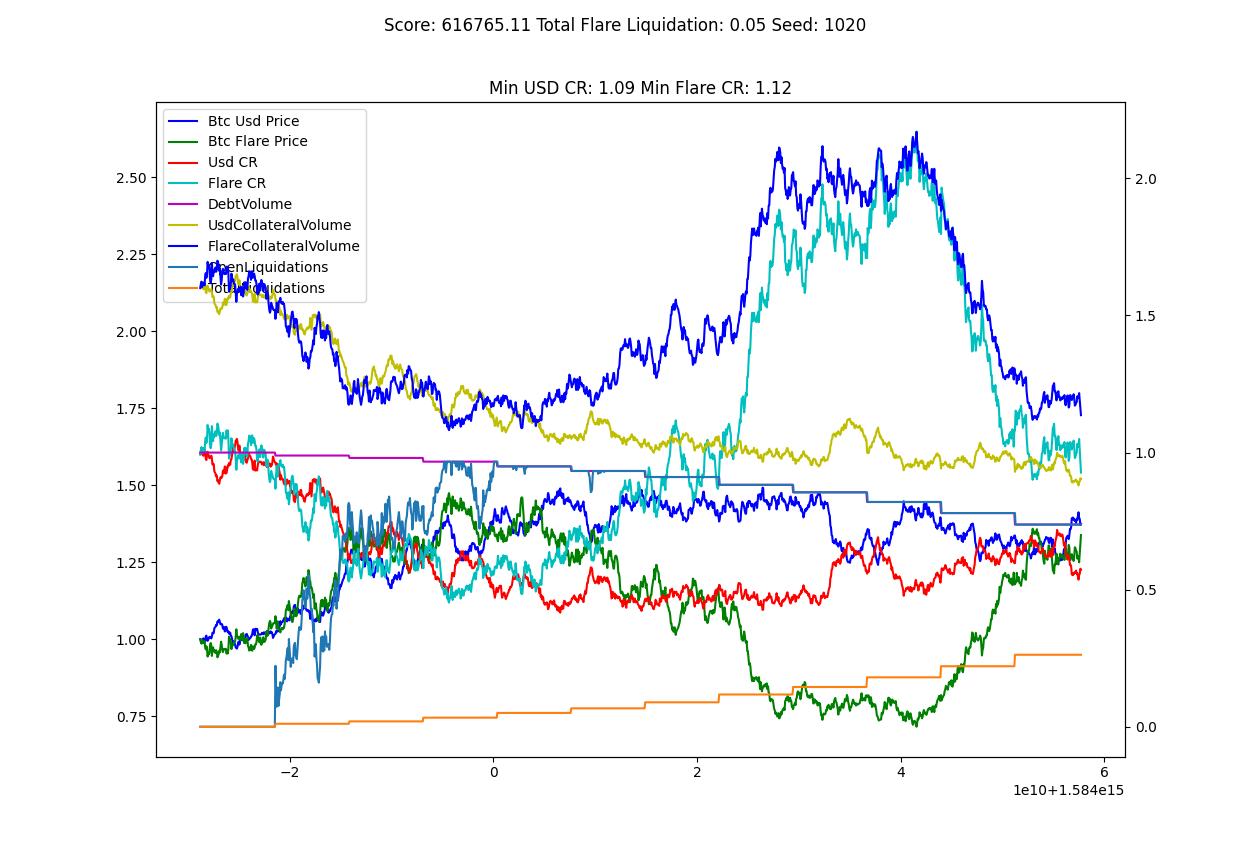 Score: 616765.11 Total Flare Liquidation: 0.05 Seed: 1020
Min USD CR: 1.09 Min Flare CR: 1.12
Btc Usd Price
Btc Flare Price
Usd CR
Flare CR
DebtVolume
UsdCollateralVolume
FlareCollateralVolume
OpenLiquidations
TotalLiquidations
2.50
2.25
2.00
1.75
1.50
1.25
1.00
0.75
2.0
1.5
1.0
0.5
0.0
−2 0 2 4 6
1e10+1.584e15